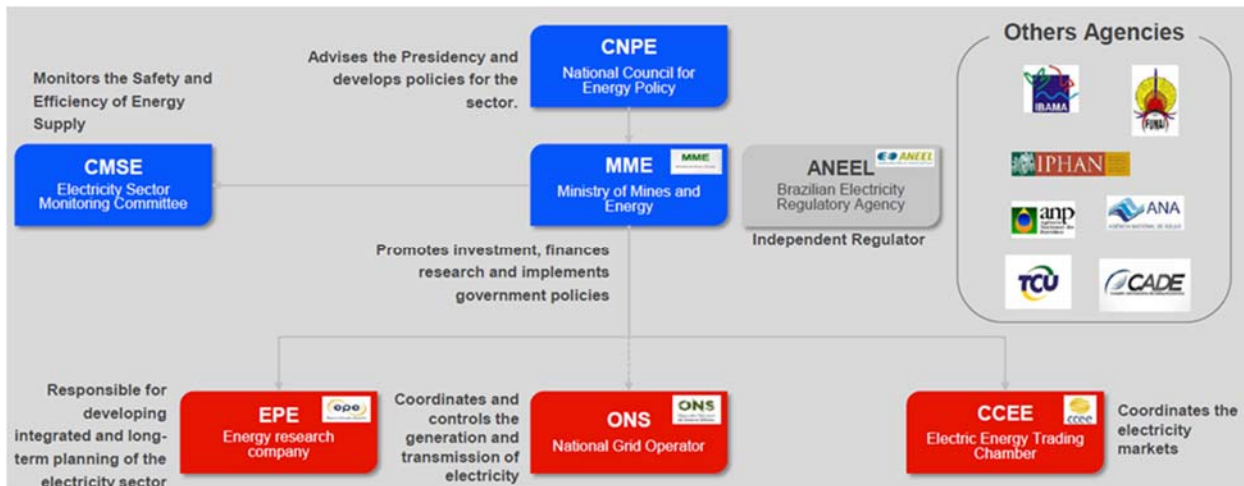 CNPE
National Council for
Energy Policy
Advises the Presidency and
develops policies for the
sector.
Monitors the Safety and
Efficiency of Energy
Supply
CMSE
Electricity Sector
Monitoring Committee
MME
MME
Ministry of Mines and
Energy
ANEEL
ANEEL
Brazilian Electricity
Regulatory Agency
Independent Regulator
Promotes investment, finances
research and implements
government policies
Others Agencies
IBAMA
FUNAI
IPHAN
anp
ANA
TCU
CADE
Responsible for
developing
integrated and long-
term planning of the
electricity sector
EPE
epe
Energy research
company
Coordinates and
controls the
generation and
transmission of
electricity
ONS
ONS
National Grid Operator
CCEE
ccee
Electric Energy Trading
Chamber
Coordinates the
electricity
markets